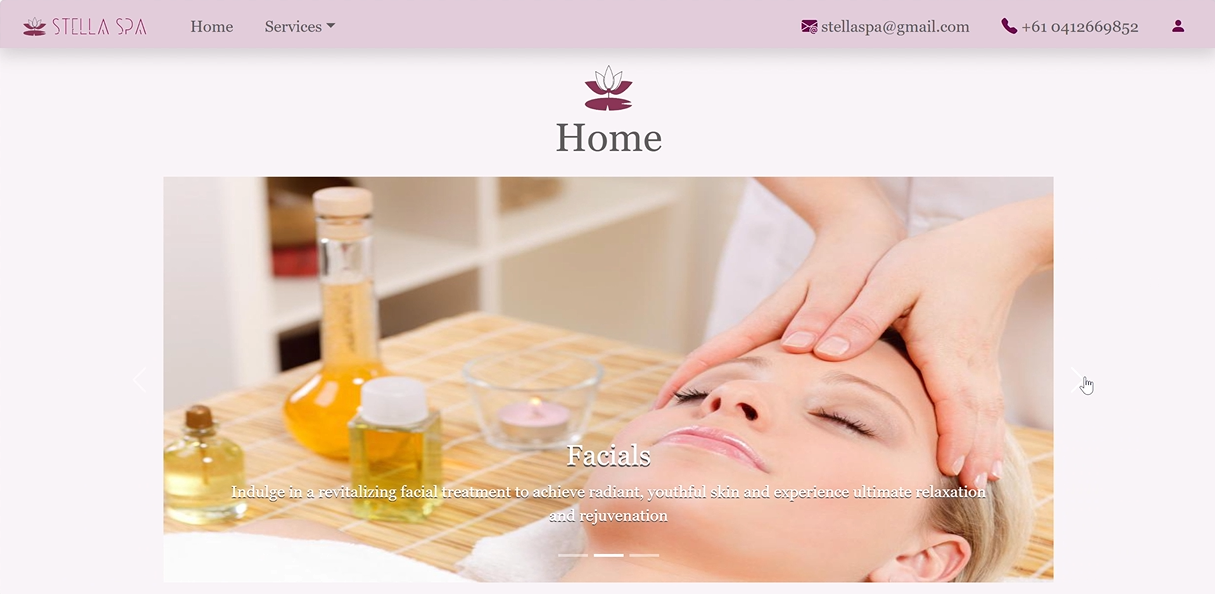 STELLA SPA Home Services stellaspa@gmail.com +61 0412669852
Home
Facials
Indulge in a revitalizing facial treatment to achieve radiant, youthful skin and experience ultimate relaxation
and rejuvenation